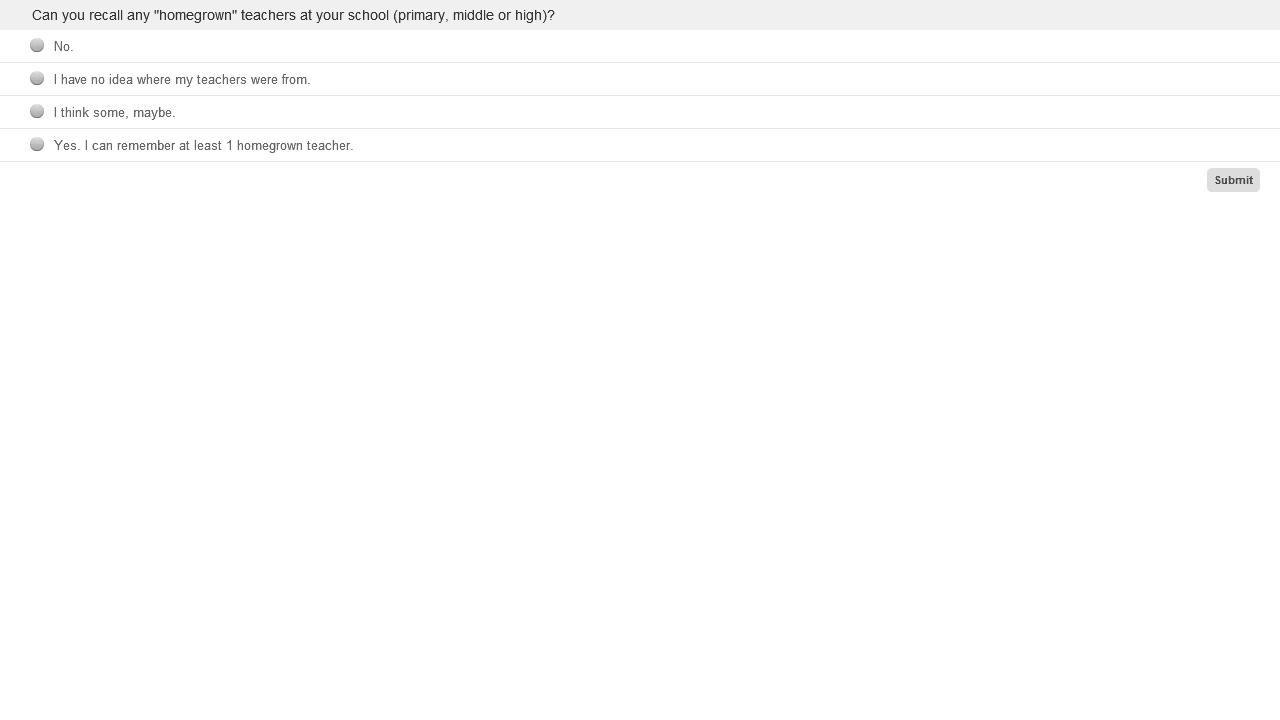 Can you recall any "homegrown" teachers at your school (primary, middle or high)?
No.
I have no idea where my teachers were from.
I think some, maybe.
Yes. I can remember at least 1 homegrown teacher.
Submit